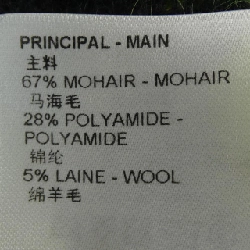 PRINCIPAL - MAIN
主料
67% MOHAIR - MOHAIR
马海毛
28% POLYAMIDE -
POLYAMIDE
锦纶
5% LAINE - WOOL
绵羊毛